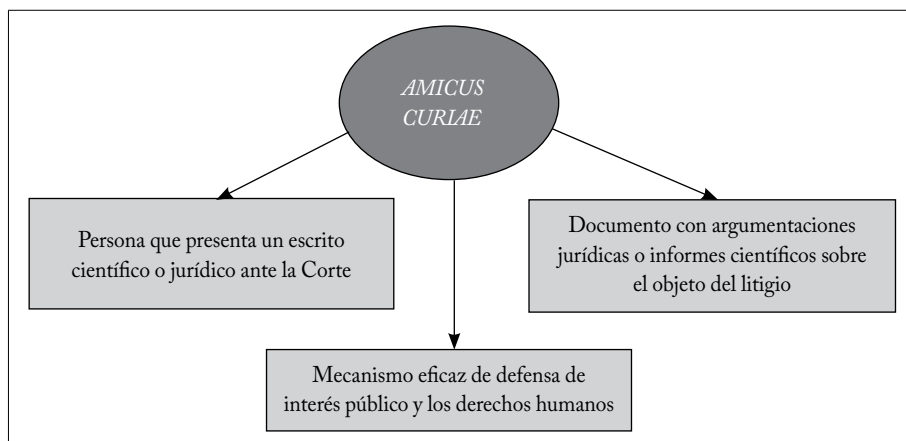 AMICUS
CURIAE
Persona que presenta un escrito
científico o jurídico ante la Corte
Documento con argumentaciones
jurídicas o informes científicos sobre
el objeto del litigio
Mecanismo eficaz de defensa de
interés público y los derechos humanos